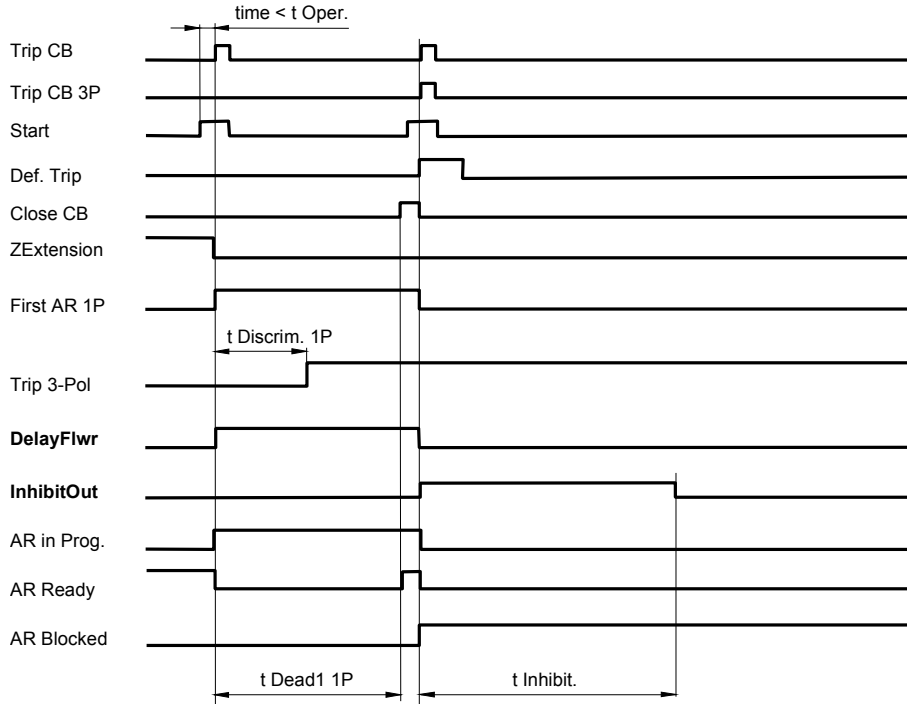 time < t Oper.
Trip CB
Trip CB 3P
Start
Def. Trip
Close CB
ZExtension
First AR 1P
t Discrim. 1P
Trip 3-Pol
DelayFlwr
InhibitOut
AR in Prog.
AR Ready
AR Blocked
t Dead1 1P
t Inhibit.